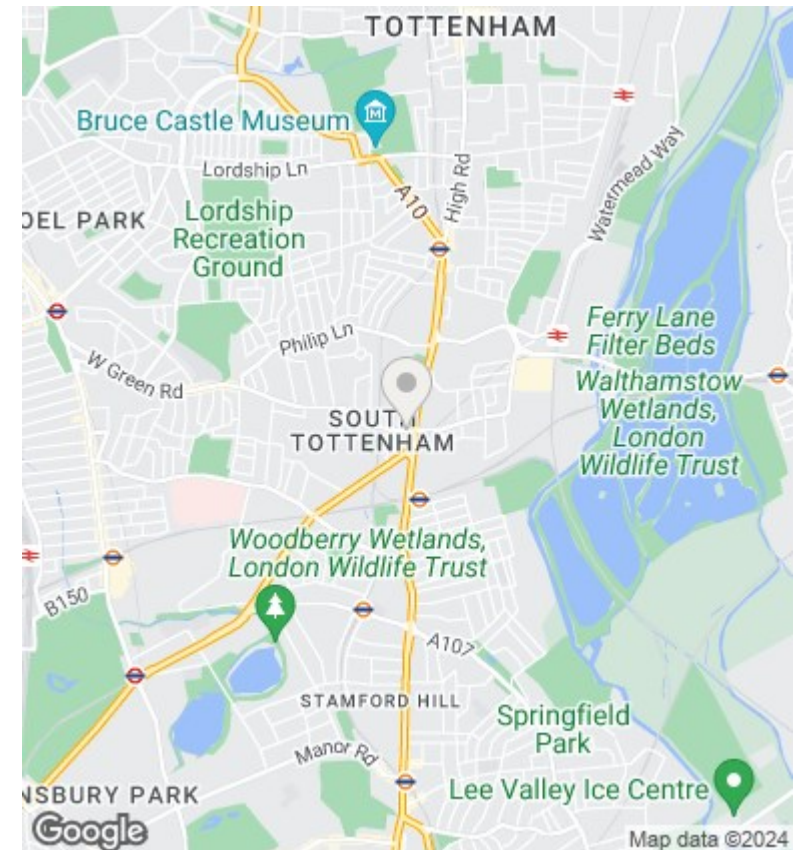 TOTTENHAM
Bruce Castle Museum
Lordship Ln
A10
High Rd
Watermead Way
OEL PARK
Lordship
Recreation
Ground
Philip Ln
W Green Rd
Ferry Lane
Filter Beds
Walthamstow
Wetlands,
London
Wildlife Trust
SOUTH
TOTTENHAM
Woodberry Wetlands,
London Wildlife Trust
B150
A107
STAMFORD HILL
Springfield
Park
Manor Rd
NSBURY PARK
Lee Valley Ice Centre
Google
Map data ©2024